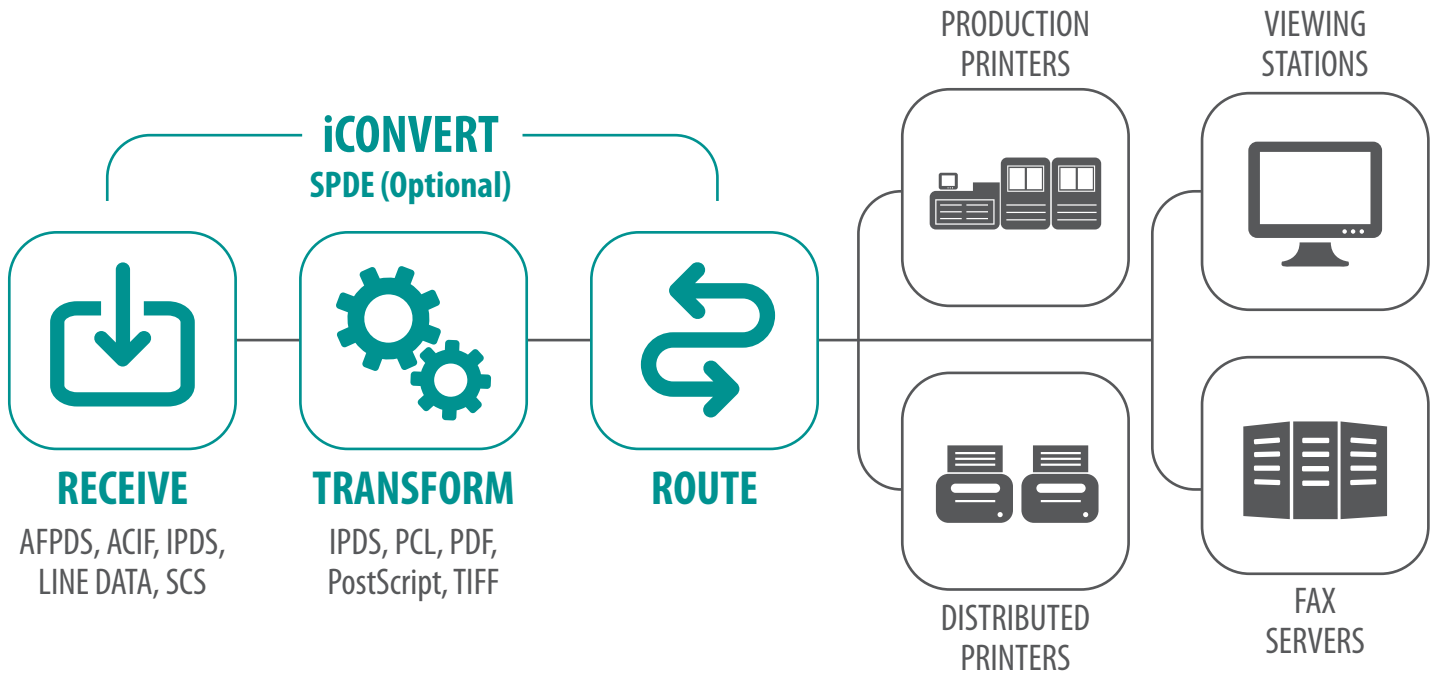 iCONVERT
SPDE (Optional)
RECEIVE
AFPDS, ACIF, IPDS,
LINE DATA, SCS
TRANSFORM
IPDS, PCL, PDF,
PostScript, TIFF
ROUTE
PRODUCTION
PRINTERS
VIEWING
STATIONS
DISTRIBUTED
PRINTERS
FAX
SERVERS